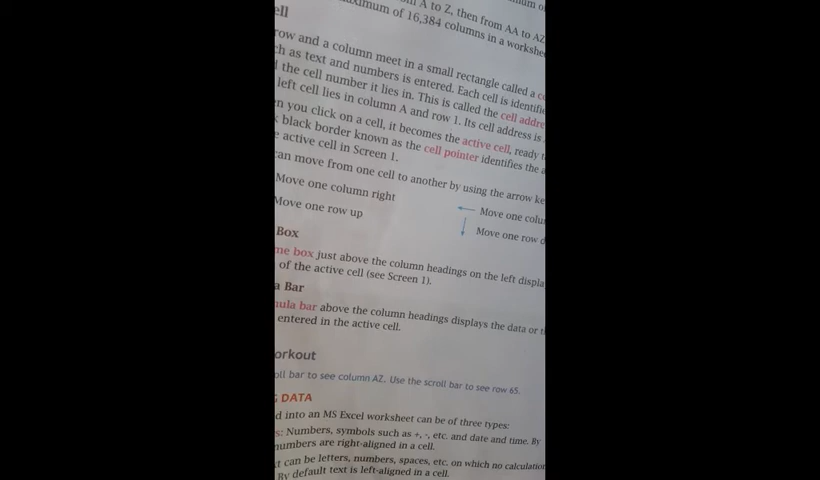 A to Z, then from AA to AZ
maximum of 16,384 columns in a workshe
ell
row and a column meet in a small rectangle called a c
ch as text and numbers is entered. Each cell is identifi
the cell number it lies in. This is called the cell addre
left cell lies in column A and row 1. Its cell address is
n you click on a cell, it becomes the active cell, ready t
k black border known as the cell pointer identifies the a
e active cell in Screen 1.
can move from one cell to another by using the arrow ke
Move one column right
← Move one colu
Move one row up
↓ Move one row d
Box
me box just above the column headings on the left displa
of the active cell (see Screen 1).
a Bar
mula bar above the column headings displays the data or t
entered in the active cell.
orkout
oll bar to see column AZ. Use the scroll bar to see row 65.
G DATA
d into an MS Excel worksheet can be of three types:
s: Numbers, symbols such as +, -, etc. and date and time. By
numbers are right-aligned in a cell.
xt can be letters, numbers, spaces, etc. on which no calculation
By default text is left-aligned in a cell.